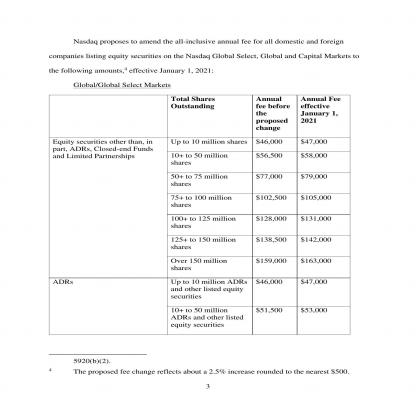 Nasdaq proposes to amend the all-inclusive annual fee for all domestic and foreign
companies listing equity securities on the Nasdaq Global Select, Global and Capital Markets to
the following amounts,4 effective January 1, 2021:
Global/Global Select Markets
Total Shares
Outstanding
Annual
fee before
the
proposed
change
Annual Fee
effective
January 1,
2021
Equity securities other than, in
part, ADRs, Closed-end Funds
and Limited Partnerships
Up to 10 million shares $46,000 $47,000
10+ to 50 million
shares
$56,500 $58,000
50+ to 75 million
shares
$77,000 $79,000
75+ to 100 million
shares
$102,500 $105,000
100+ to 125 million
shares
$128,000 $131,000
125+ to 150 million
shares
$138,500 $142,000
Over 150 million
shares
$159,000 $163,000
ADRs
Up to 10 million ADRs
and other listed equity
securities
$46,000 $47,000
10+ to 50 million
ADRs and other listed
equity securities
$51,500 $53,000
5920(b)(2).
4 The proposed fee change reflects about a 2.5% increase rounded to the nearest $500.
3